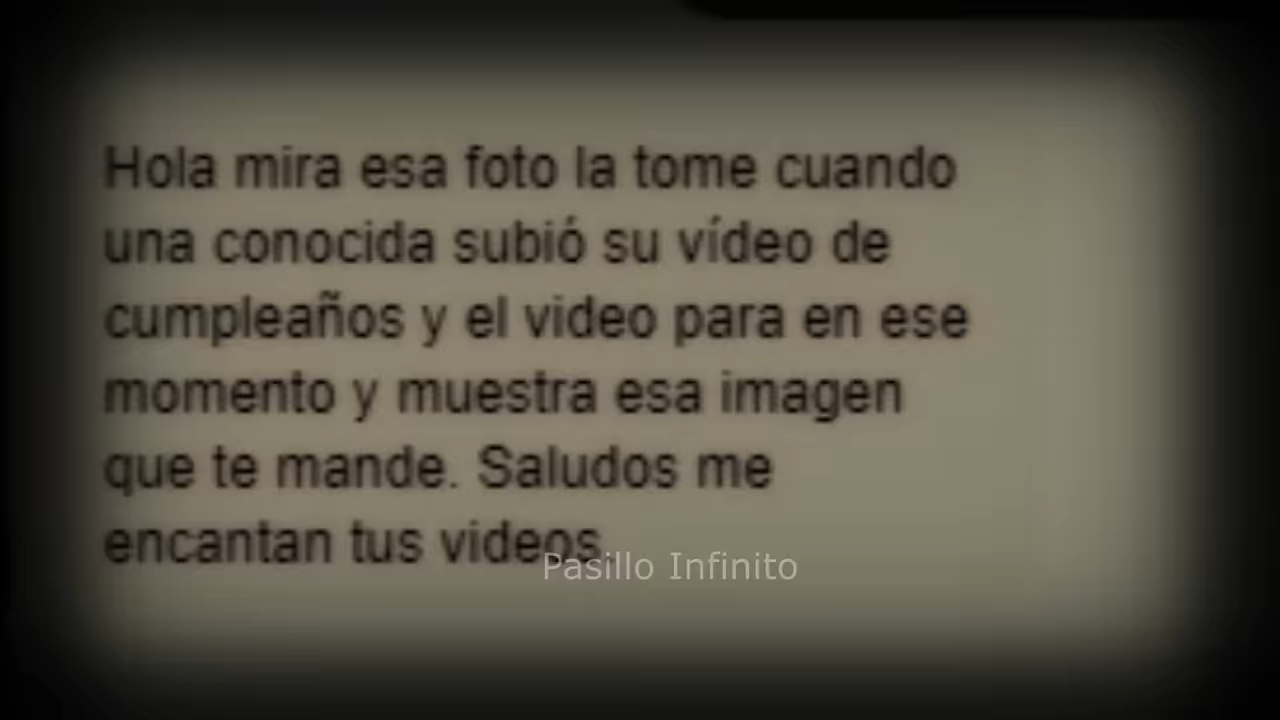 Hola mira esa foto la tome cuando
una conocida subió su vídeo de
cumpleaños y el video para en ese
momento y muestra esa imagen
que te mande. Saludos me
encantan tus videos.
Pasillo Infinito